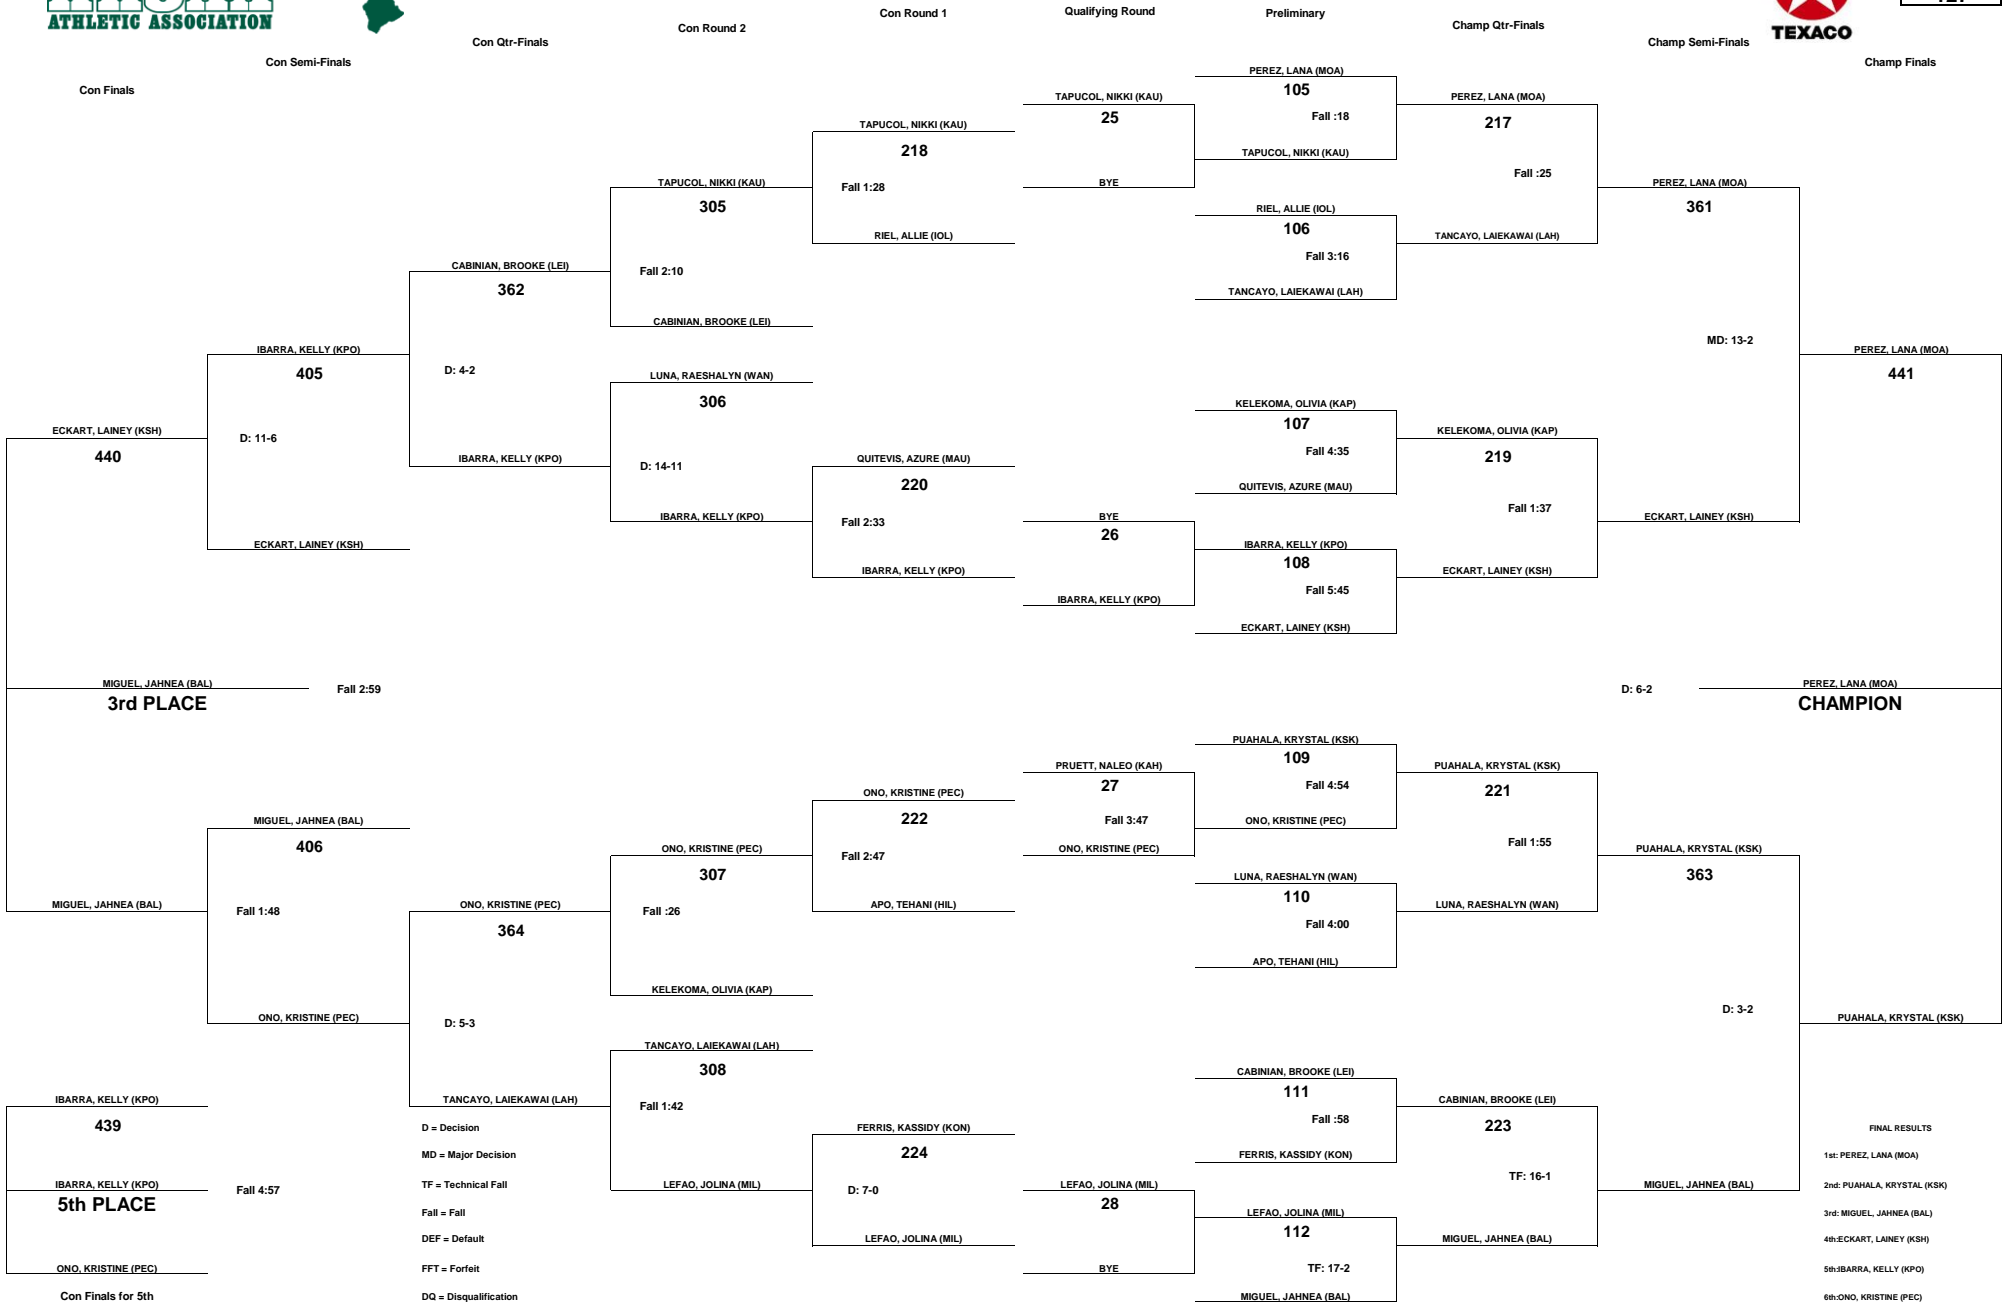 ATHLETIC ASSOCIATION
TEXACO
Con Finals
Con Semi-Finals
Con Qtr-Finals
Con Round 2
Con Round 1
Qualifying Round
Preliminary
Champ Qtr-Finals
Champ Semi-Finals
Champ Finals
ECKART, LAINEY (KSH)
440
MIGUEL, JAHNEA (BAL)
3rd PLACE
Fall 2:59
MIGUEL, JAHNEA (BAL)
IBARRA, KELLY (KPO)
439
IBARRA, KELLY (KPO)
5th PLACE
Fall 4:57
ONO, KRISTINE (PEC)
Con Finals for 5th
IBARRA, KELLY (KPO)
405
D: 11-6
ECKART, LAINEY (KSH)
MIGUEL, JAHNEA (BAL)
406
Fall 1:48
ONO, KRISTINE (PEC)
CABINIAN, BROOKE (LEI)
362
D: 4-2
IBARRA, KELLY (KPO)
ONO, KRISTINE (PEC)
364
D: 5-3
TANCAYO, LAIEKAWAI (LAH)
D = Decision
MD = Major Decision
TF = Technical Fall
Fall = Fall
DEF = Default
FFT = Forfeit
DQ = Disqualification
TAPUCOL, NIKKI (KAU)
305
Fall 2:10
CABINIAN, BROOKE (LEI)
LUNA, RAESHALYN (WAN)
306
D: 14-11
IBARRA, KELLY (KPO)
ONO, KRISTINE (PEC)
307
Fall :26
KELEKOMA, OLIVIA (KAP)
TANCAYO, LAIEKAWAI (LAH)
308
Fall 1:42
LEFAO, JOLINA (MIL)
TAPUCOL, NIKKI (KAU)
218
Fall 1:28
RIEL, ALLIE (IOL)
QUITEVIS, AZURE (MAU)
220
Fall 2:33
IBARRA, KELLY (KPO)
ONO, KRISTINE (PEC)
222
Fall 2:47
APO, TEHANI (HIL)
FERRIS, KASSIDY (KON)
224
D: 7-0
LEFAO, JOLINA (MIL)
TAPUCOL, NIKKI (KAU)
25
BYE
BYE
26
IBARRA, KELLY (KPO)
PRUETT, NALEO (KAH)
27
Fall 3:47
ONO, KRISTINE (PEC)
LEFAO, JOLINA (MIL)
28
BYE
PEREZ, LANA (MOA)
105
Fall :18
TAPUCOL, NIKKI (KAU)
RIEL, ALLIE (IOL)
106
Fall 3:16
TANCAYO, LAIEKAWAI (LAH)
KELEKOMA, OLIVIA (KAP)
107
Fall 4:35
QUITEVIS, AZURE (MAU)
IBARRA, KELLY (KPO)
108
Fall 5:45
ECKART, LAINEY (KSH)
PUAHALA, KRYSTAL (KSK)
109
Fall 4:54
ONO, KRISTINE (PEC)
LUNA, RAESHALYN (WAN)
110
Fall 4:00
APO, TEHANI (HIL)
CABINIAN, BROOKE (LEI)
111
Fall :58
FERRIS, KASSIDY (KON)
LEFAO, JOLINA (MIL)
112
TF: 17-2
MIGUEL, JAHNEA (BAL)
PEREZ, LANA (MOA)
217
Fall :25
TANCAYO, LAIEKAWAI (LAH)
KELEKOMA, OLIVIA (KAP)
219
Fall 1:37
ECKART, LAINEY (KSH)
PUAHALA, KRYSTAL (KSK)
221
Fall 1:55
LUNA, RAESHALYN (WAN)
CABINIAN, BROOKE (LEI)
223
TF: 16-1
MIGUEL, JAHNEA (BAL)
PEREZ, LANA (MOA)
361
MD: 13-2
ECKART, LAINEY (KSH)
PUAHALA, KRYSTAL (KSK)
363
D: 3-2
MIGUEL, JAHNEA (BAL)
PEREZ, LANA (MOA)
441
D: 6-2
PEREZ, LANA (MOA)
CHAMPION
PUAHALA, KRYSTAL (KSK)
FINAL RESULTS
1st: PEREZ, LANA (MOA)
2nd: PUAHALA, KRYSTAL (KSK)
3rd: MIGUEL, JAHNEA (BAL)
4th:ECKART, LAINEY (KSH)
5th:IBARRA, KELLY (KPO)
6th:ONO, KRISTINE (PEC)